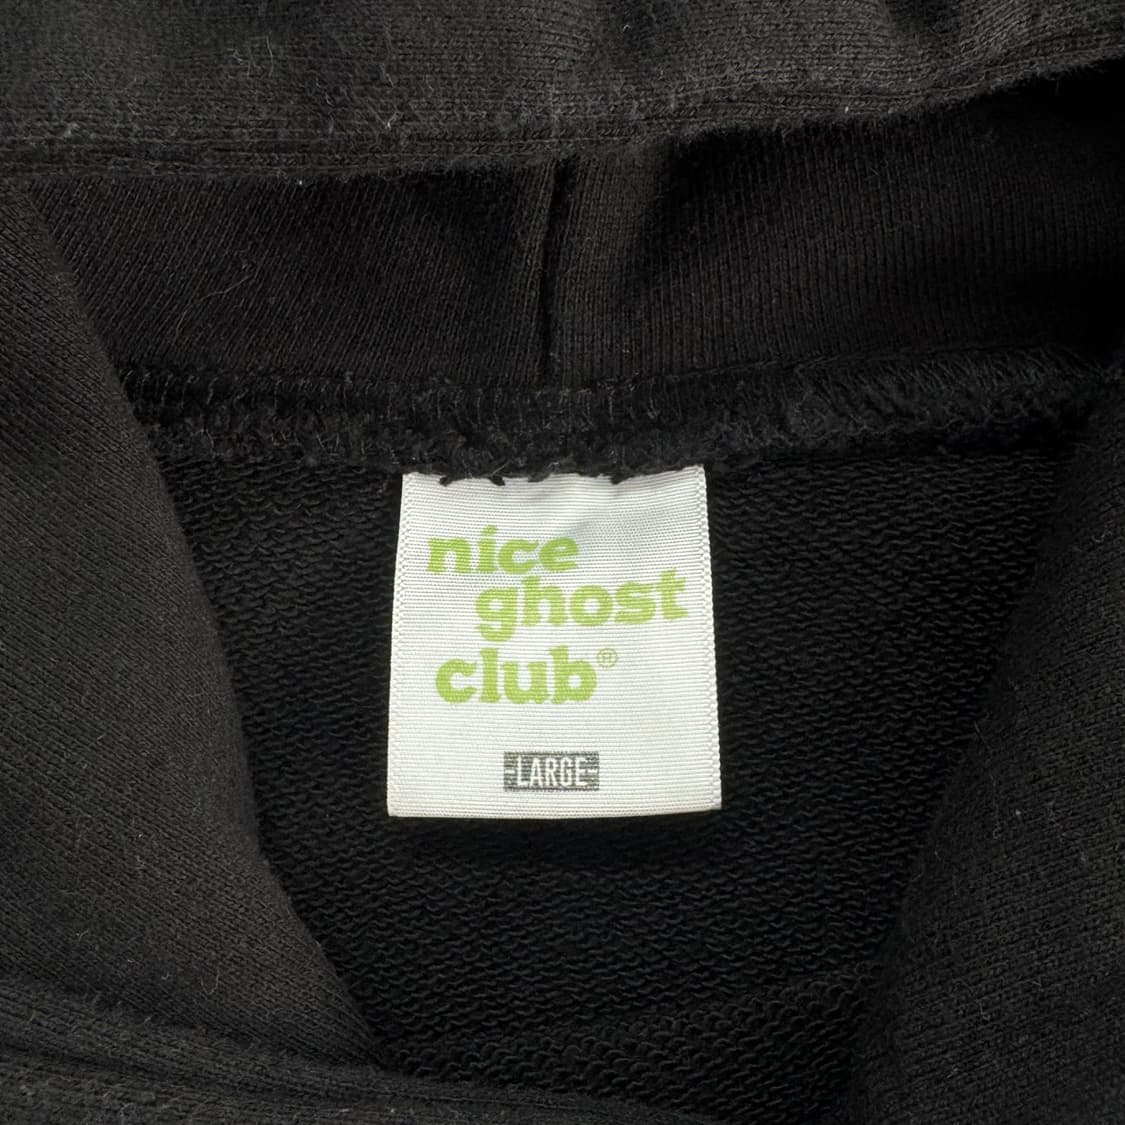 nice
ghost
club®
-LARGE-